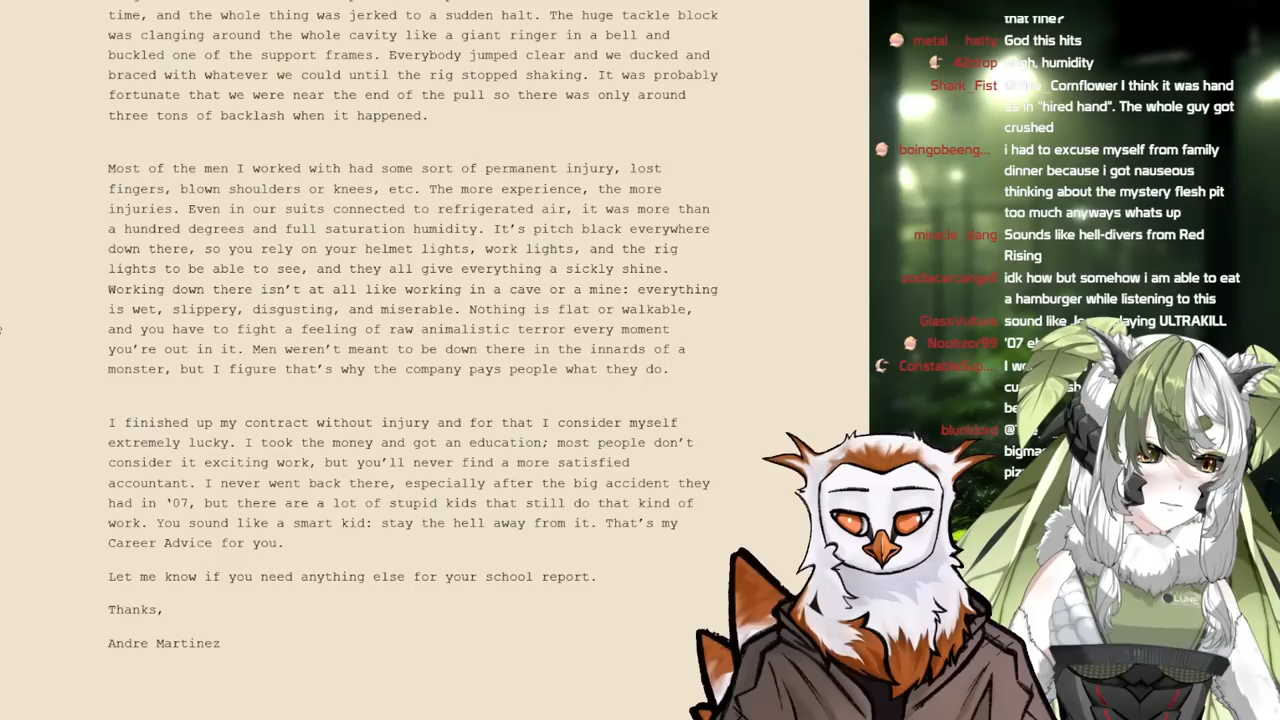 time, and the whole thing was jerked to a sudden halt. The huge tackle block
was clanging around the whole cavity like a giant ringer in a bell and
buckled one of the support frames. Everybody jumped clear and we ducked and
braced with whatever we could until the rig stopped shaking. It was probably
fortunate that we were near the end of the pull so there was only around
three tons of backlash when it happened.
Most of the men I worked with had some sort of permanent injury, lost
fingers, blown shoulders or knees, etc. The more experience, the more
injuries. Even in our suits connected to refrigerated air, it was more than
a hundred degrees and full saturation humidity. It's pitch black everywhere
down there, so you rely on your helmet lights, work lights, and the rig
lights to be able to see, and they all give everything a sickly shine.
Working down there isn't at all like working in a cave or a mine: everything
is wet, slippery, disgusting, and miserable. Nothing is flat or walkable,
and you have to fight a feeling of raw animalistic terror every moment
you're out in it. Men weren't meant to be down there in the innards of a
monster, but I figure that's why the company pays people what they do.
I finished up my contract without injury and for that I consider myself
extremely lucky. I took the money and got an education; most people don't
consider it exciting work, but you'll never find a more satisfied
accountant. I never went back there, especially after the big accident they
had in '07, but there are a lot of stupid kids that still do that kind of
work. You sound like a smart kid: stay the hell away from it. That's my
Career Advice for you.
Let me know if you need anything else for your school report.
Thanks,
Andre Martinez
that fine?
metal_hatty God this hits
humidity
Shark_Fist Cornflower I think it was hand
as in "hired hand". The whole guy got
crushed
boingobeeng... i had to excuse myself from family
dinner because i got nauseous
thinking about the mystery flesh pit
too much anyways whats up
Sounds like hell-divers from Red
Rising
idk how but somehow i am able to eat
a hamburger while listening to this
GlassVulture sound like ULTRAKILL
Noobzor99 '07
LUNE